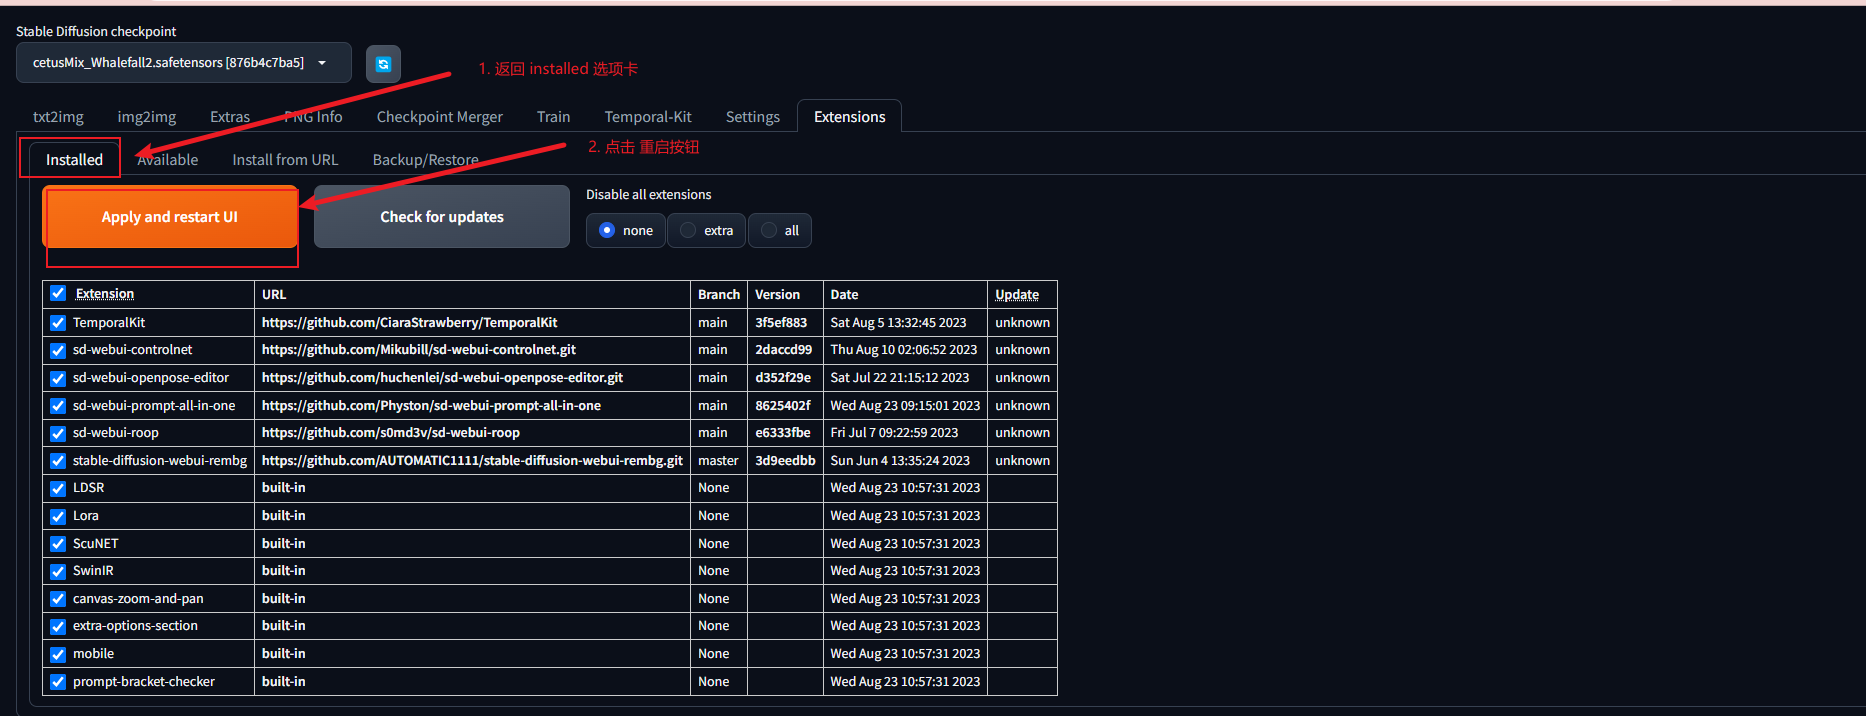 Stable Diffusion checkpoint
cetusMix_Whalefall2.safetensors [876b4c7ba5]
1. 返回 installed 选项卡
txt2img img2img Extras PNG Info Checkpoint Merger Train Temporal-Kit Settings Extensions
2. 点击 重启按钮
Installed Available Install from URL Backup/Restore
Disable all extensions
Apply and restart UI Check for updates
none extra all
Extension URL Branch Version Date Update
TemporalKit https://github.com/CiaraStrawberry/TemporalKit main 3f5ef883 Sat Aug 5 13:32:45 2023 unknown
sd-webui-controlnet https://github.com/Mikubill/sd-webui-controlnet.git main 2daccd99 Thu Aug 10 02:06:52 2023 unknown
sd-webui-openpose-editor https://github.com/huchenlei/sd-webui-openpose-editor.git main d352f29e Sat Jul 22 21:15:12 2023 unknown
sd-webui-prompt-all-in-one https://github.com/Physton/sd-webui-prompt-all-in-one main 8625402f Wed Aug 23 09:15:01 2023 unknown
sd-webui-roop https://github.com/s0md3v/sd-webui-roop main e6333fbe Fri Jul 7 09:22:59 2023 unknown
stable-diffusion-webui-rembg https://github.com/AUTOMATIC1111/stable-diffusion-webui-rembg.git master 3d9eedbb Sun Jun 4 13:35:24 2023 unknown
LDSR built-in None Wed Aug 23 10:57:31 2023
Lora built-in None Wed Aug 23 10:57:31 2023
ScuNET built-in None Wed Aug 23 10:57:31 2023
SwinIR built-in None Wed Aug 23 10:57:31 2023
canvas-zoom-and-pan built-in None Wed Aug 23 10:57:31 2023
extra-options-section built-in None Wed Aug 23 10:57:31 2023
mobile built-in None Wed Aug 23 10:57:31 2023
prompt-bracket-checker built-in None Wed Aug 23 10:57:31 2023